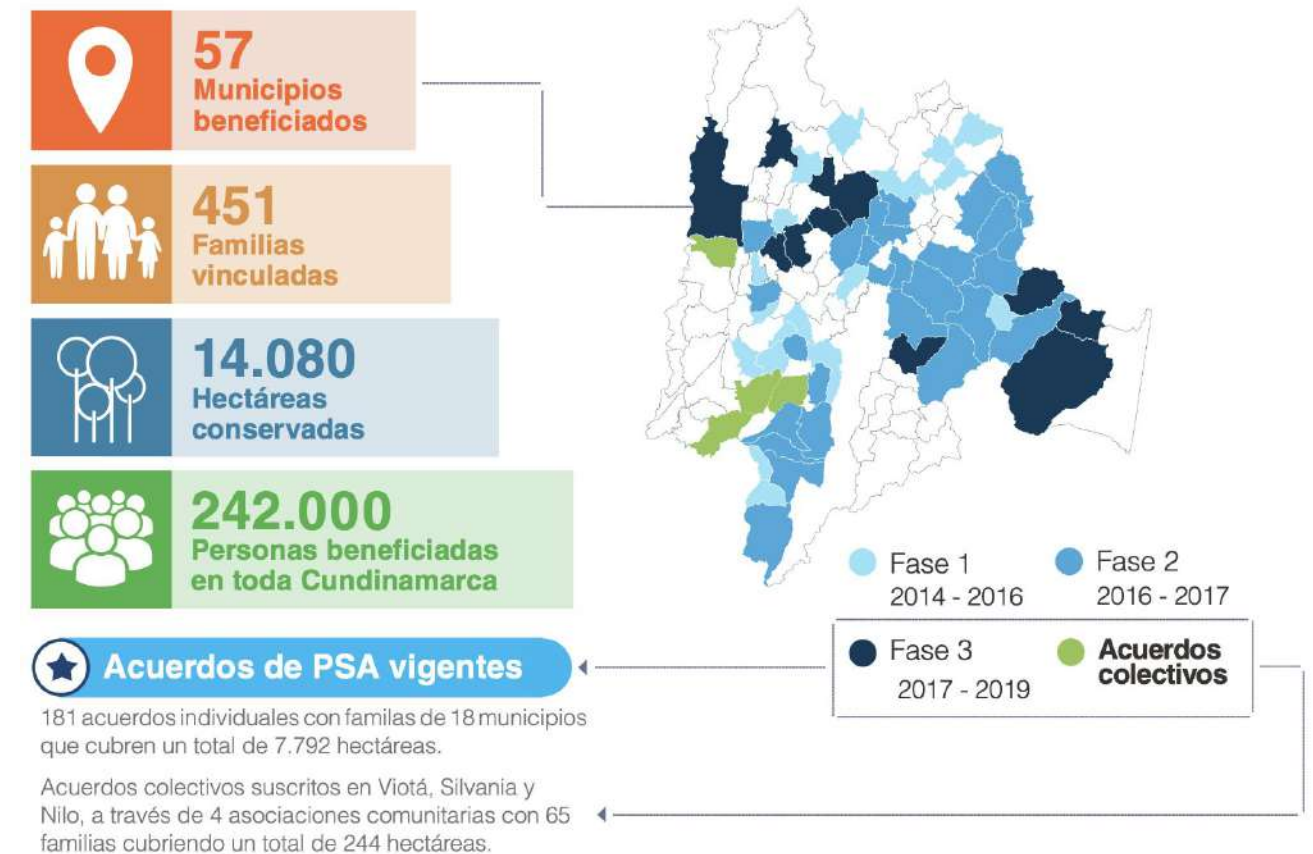 57
Municipios
beneficiados
451
Familias
vinculadas
14.080
Hectáreas
conservadas
242.000
Personas beneficiadas
en toda Cundinamarca
Fase 1
2014 - 2016
Fase 2
2016 - 2017
Fase 3
2017 - 2019
Acuerdos
colectivos
Acuerdos de PSA vigentes
181 acuerdos individuales con familas de 18 municipios
que cubren un total de 7.792 hectáreas.
Acuerdos colectivos suscritos en Viotá, Silvania y
Nilo, a través de 4 asociaciones comunitarias con 65
familias cubriendo un total de 244 hectáreas.